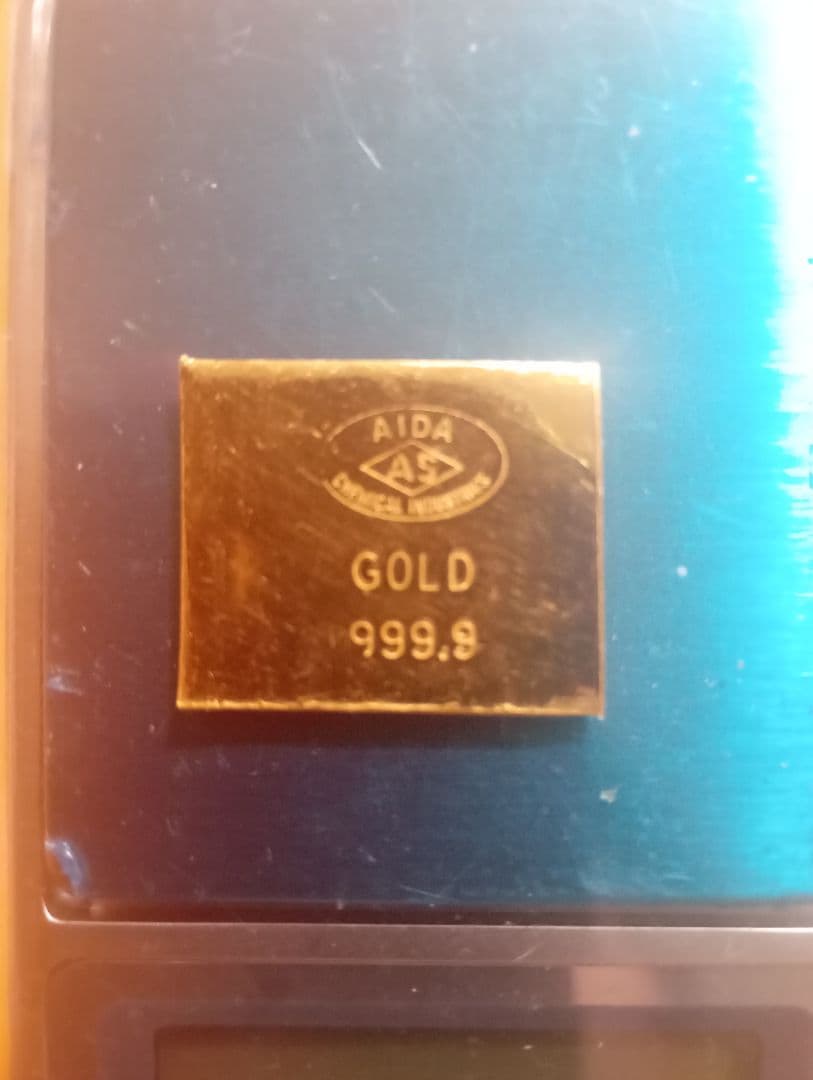 AIDA
AS
CHEMICAL INDUSTRIES
GOLD
999.9